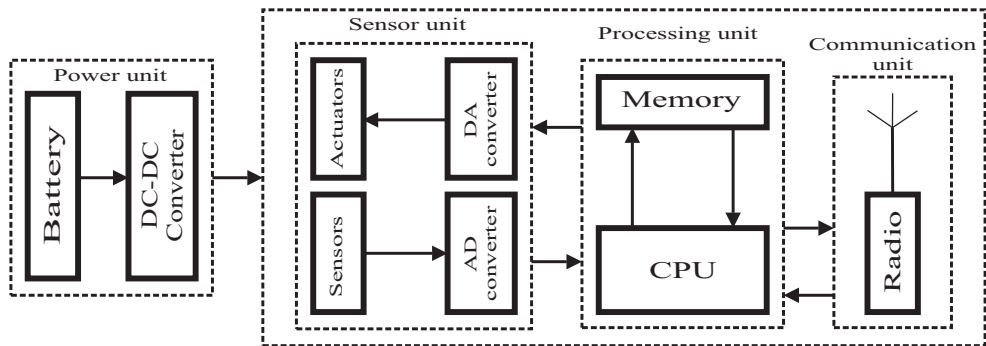 Power unit
Battery
DC-DC
Converter
Sensor unit
Actuators
DA
converter
Sensors
AD
converter
Processing unit
Memory
CPU
Communication
unit
Radio